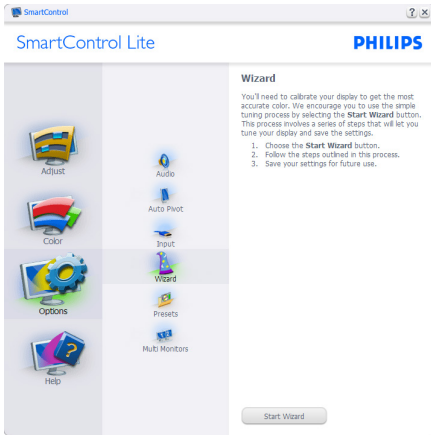 SmartControl
? X
SmartControl Lite
PHILIPS
Adjust
Color
Options
Help
Audio
Auto Pivot
Input
Wizard
Presets
Multi Monitors
Wizard
You'll need to calibrate your display to get the most
accurate color. We encourage you to use the simple
tuning process by selecting the Start Wizard button.
This process involves a series of steps that will let you
tune your display and save the settings.
1. Choose the Start Wizard button.
2. Follow the steps outlined in this process.
3. Save your settings for future use.
Start Wizard